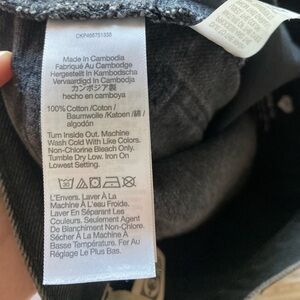 CKP466751335
Made In Cambodia
Fabriqué Au Cambodge
Hergestellt in Kambodscha
Vervaardigd In Cambodja
カンボジア製
hecho en camboya
100% Cotton /Coton /
Baumwolle /Katoen /綿 /
algodón
Turn Inside Out. Machine
Wash Cold With Like Colors.
Non-Chlorine Bleach Only.
Tumble Dry Low. Iron On
Lowest Setting.
L'Envers. Laver À La
Machine À L'eau Froide.
Laver En Séparant Les
Couleurs. Seulement Agent
De Blanchiment Non-Chlore.
Sécher À La Machine À
Basse Température. Fer Au
Réglage Le Plus Bas.